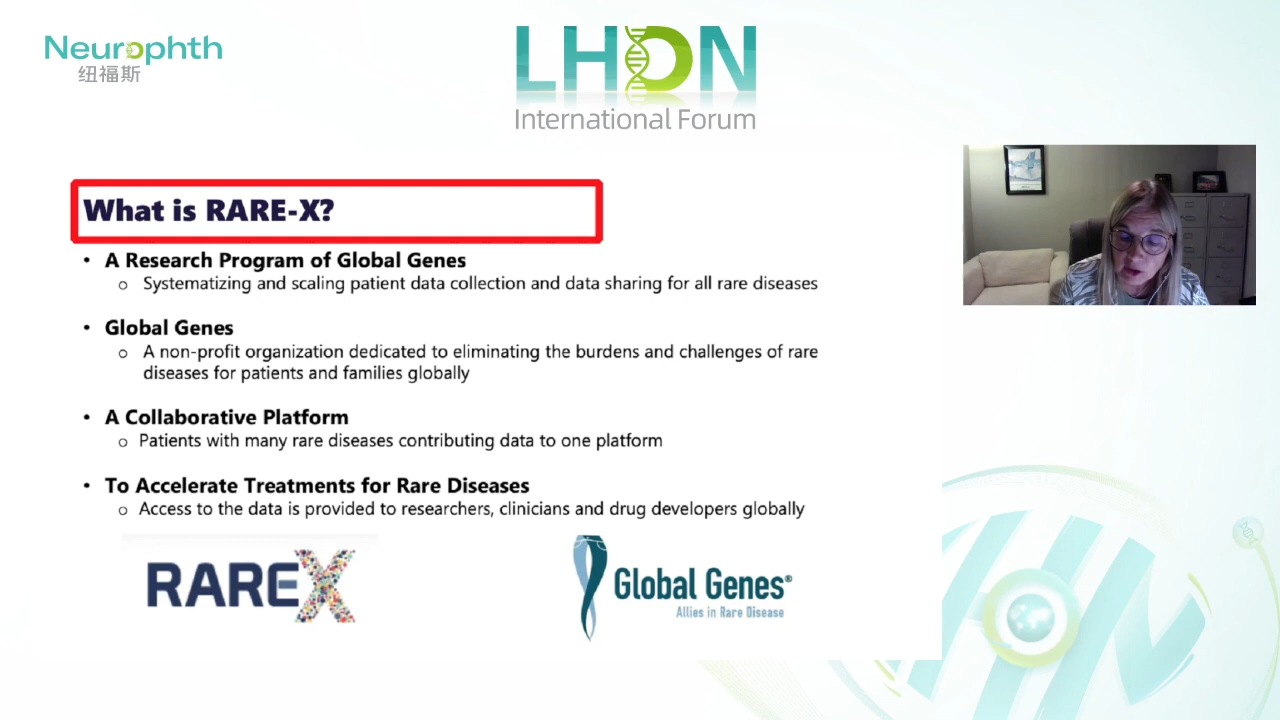 Neurophth
纽福斯
LHON
International Forum
What is RARE-X?
• A Research Program of Global Genes
o Systematizing and scaling patient data collection and data sharing for all rare diseases
• Global Genes
o A non-profit organization dedicated to eliminating the burdens and challenges of rare
diseases for patients and families globally
• A Collaborative Platform
o Patients with many rare diseases contributing data to one platform
• To Accelerate Treatments for Rare Diseases
o Access to the data is provided to researchers, clinicians and drug developers globally
RAREX
Global Genes®
Allies in Rare Disease